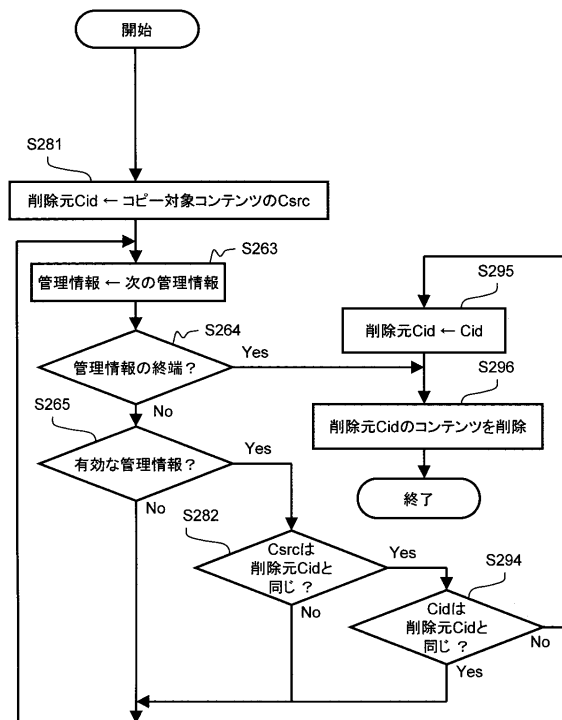 開始
S281
削除元Cid ← コピー対象コンテンツのCsrc
S263
管理情報 ← 次の管理情報
S295
削除元Cid ← Cid
S264
管理情報の終端？
Yes
No
S296
削除元Cidのコンテンツを削除
S265
有効な管理情報？
Yes
No
終了
S282
Csrcは
削除元Cidと
同じ？
Yes
No
S294
Cidは
削除元Cidと
同じ？
No
Yes